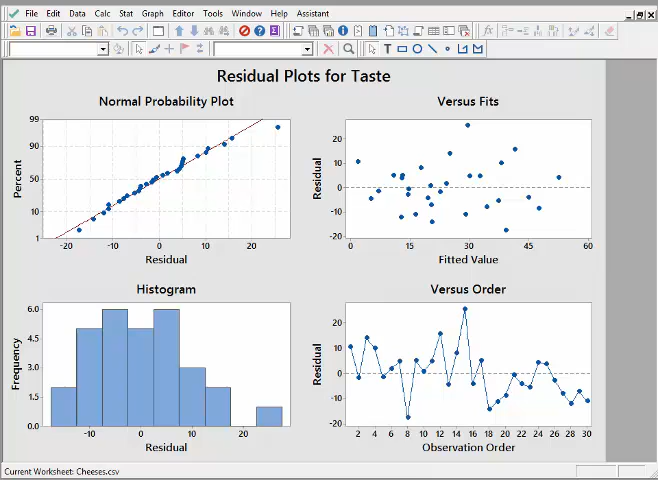 File Edit Data Calc Stat Graph Editor Tools Window Help Assistant
Residual Plots for Taste
Normal Probability Plot
Percent
99
90
50
10
1
-20 -10 0 10 20
Residual
Versus Fits
Residual
20
10
0
-10
-20
0 15 30 45 60
Fitted Value
Histogram
Frequency
6.0
4.5
3.0
1.5
0.0
-10 0 10 20
Residual
Versus Order
Residual
20
10
0
-10
-20
2 4 6 8 10 12 14 16 18 20 22 24 26 28 30
Observation Order
Current Worksheet: Cheeses.csv